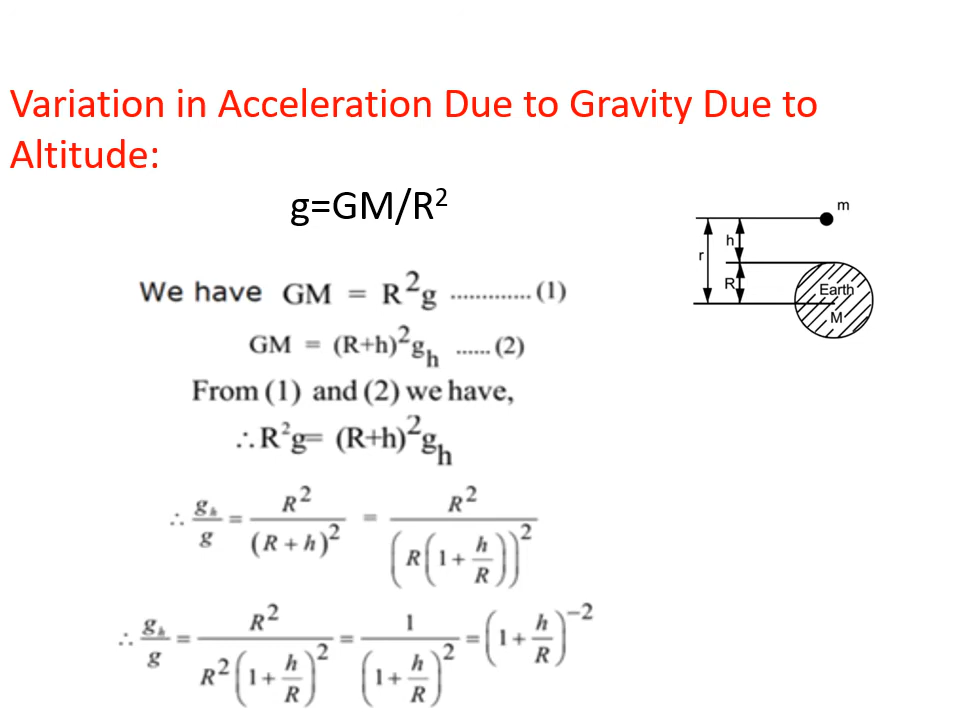 Variation in Acceleration Due to Gravity Due to
Altitude:
g=GM/R²
We have GM = R²g .............(1)
GM = (R+h)²gₕ ......(2)
From (1) and (2) we have,
∴R²g= (R+h)²gₕ
∴ gₕ/g = R²/(R + h)² = R²/(R(1 + h/R))²
∴ gₕ/g = R²/R²(1 + h/R)² = 1/(1 + h/R)² = (1 + h/R)⁻²
m
h
r
R
Earth
M